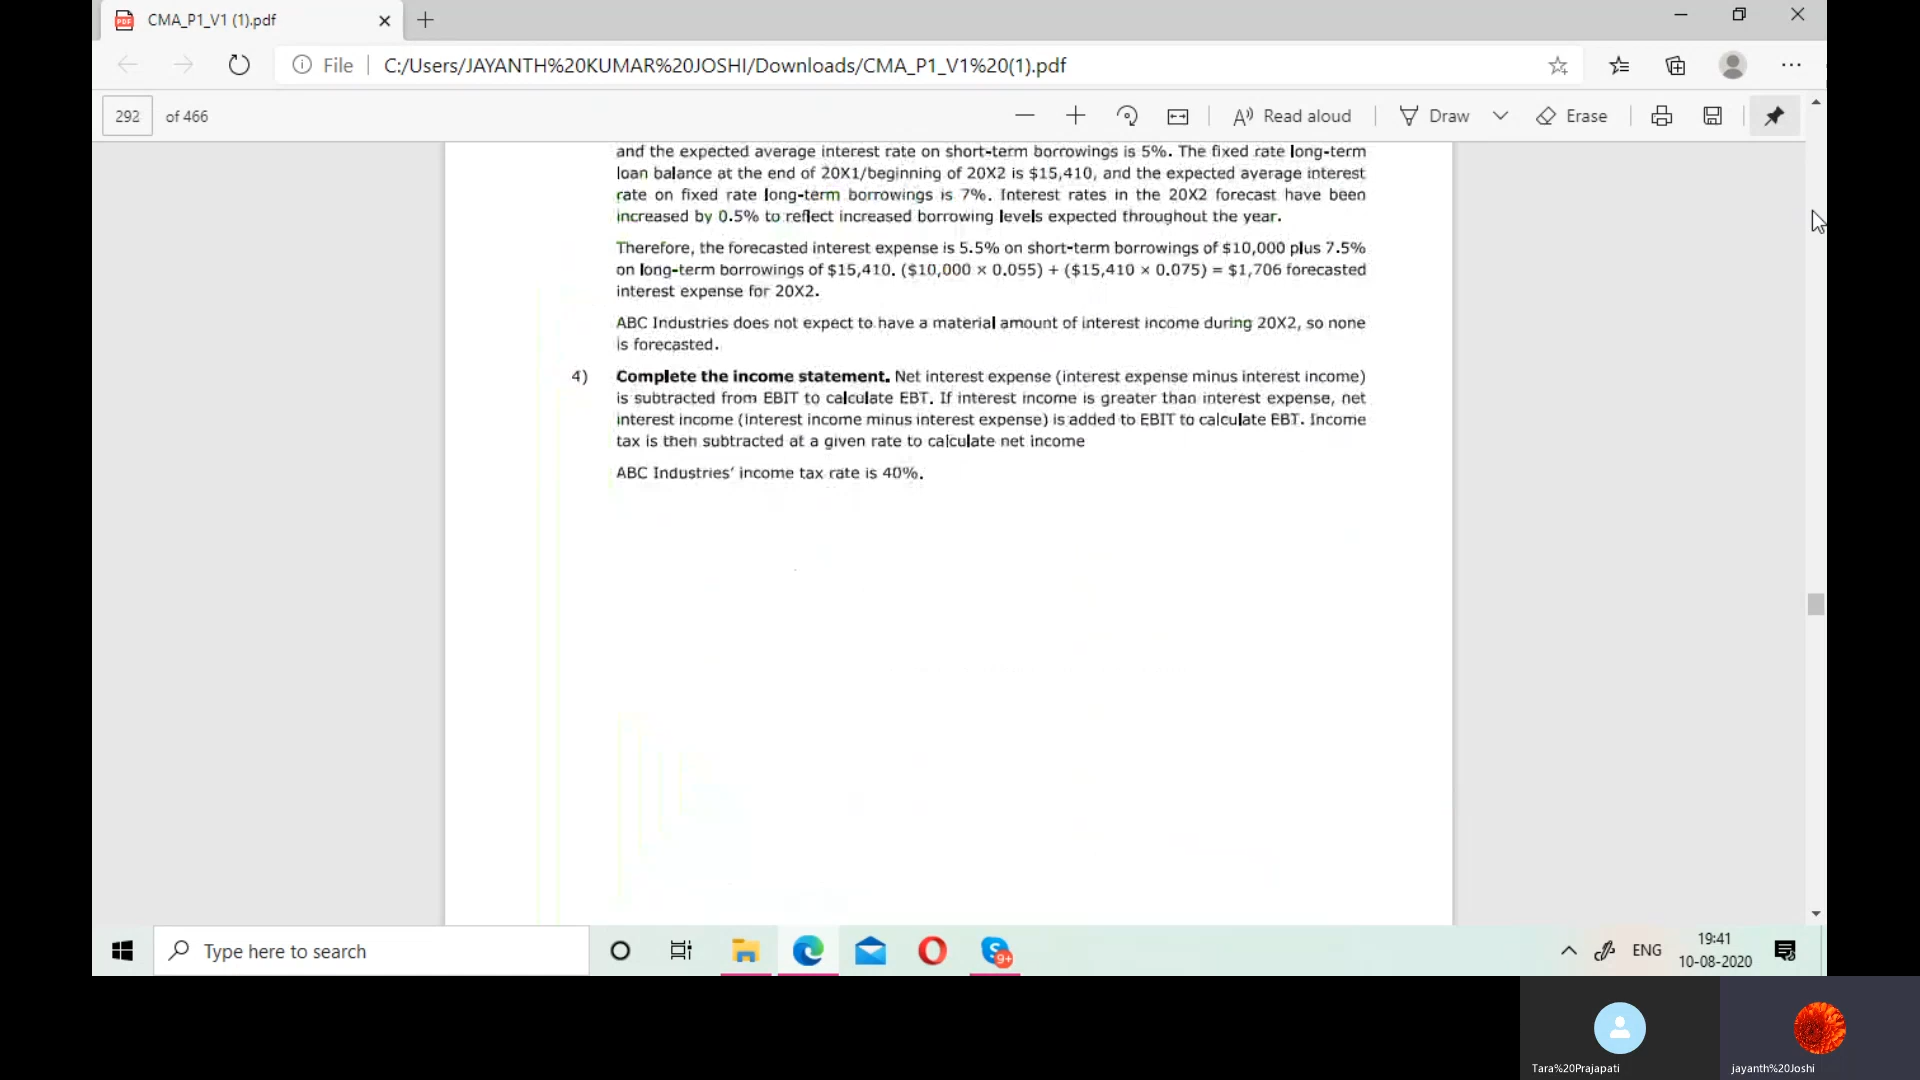 CMA_P1_V1 (1).pdf
File
C:/Users/JAYANTH%20KUMAR%20JOSHI/Downloads/CMA_P1_V1%20(1).pdf
292 of 466
Read aloud
Draw
Erase
and the expected average interest rate on short-term borrowings is 5%. The fixed rate long-term
loan balance at the end of 20X1/beginning of 20X2 is $15,410, and the expected average interest
rate on fixed rate long-term borrowings is 7%. Interest rates in the 20X2 forecast have been
increased by 0.5% to reflect increased borrowing levels expected throughout the year.
Therefore, the forecasted interest expense is 5.5% on short-term borrowings of $10,000 plus 7.5%
on long-term borrowings of $15,410. ($10,000 × 0.055) + ($15,410 × 0.075) = $1,706 forecasted
interest expense for 20X2.
ABC Industries does not expect to have a material amount of interest income during 20X2, so none
is forecasted.
4) Complete the income statement. Net interest expense (interest expense minus interest income)
is subtracted from EBIT to calculate EBT. If interest income is greater than interest expense, net
interest income (interest income minus interest expense) is added to EBIT to calculate EBT. Income
tax is then subtracted at a given rate to calculate net income
ABC Industries' income tax rate is 40%.
Type here to search
9+
ENG
19:41
10-08-2020
Tara%20Prajapati
jayanth%20Joshi